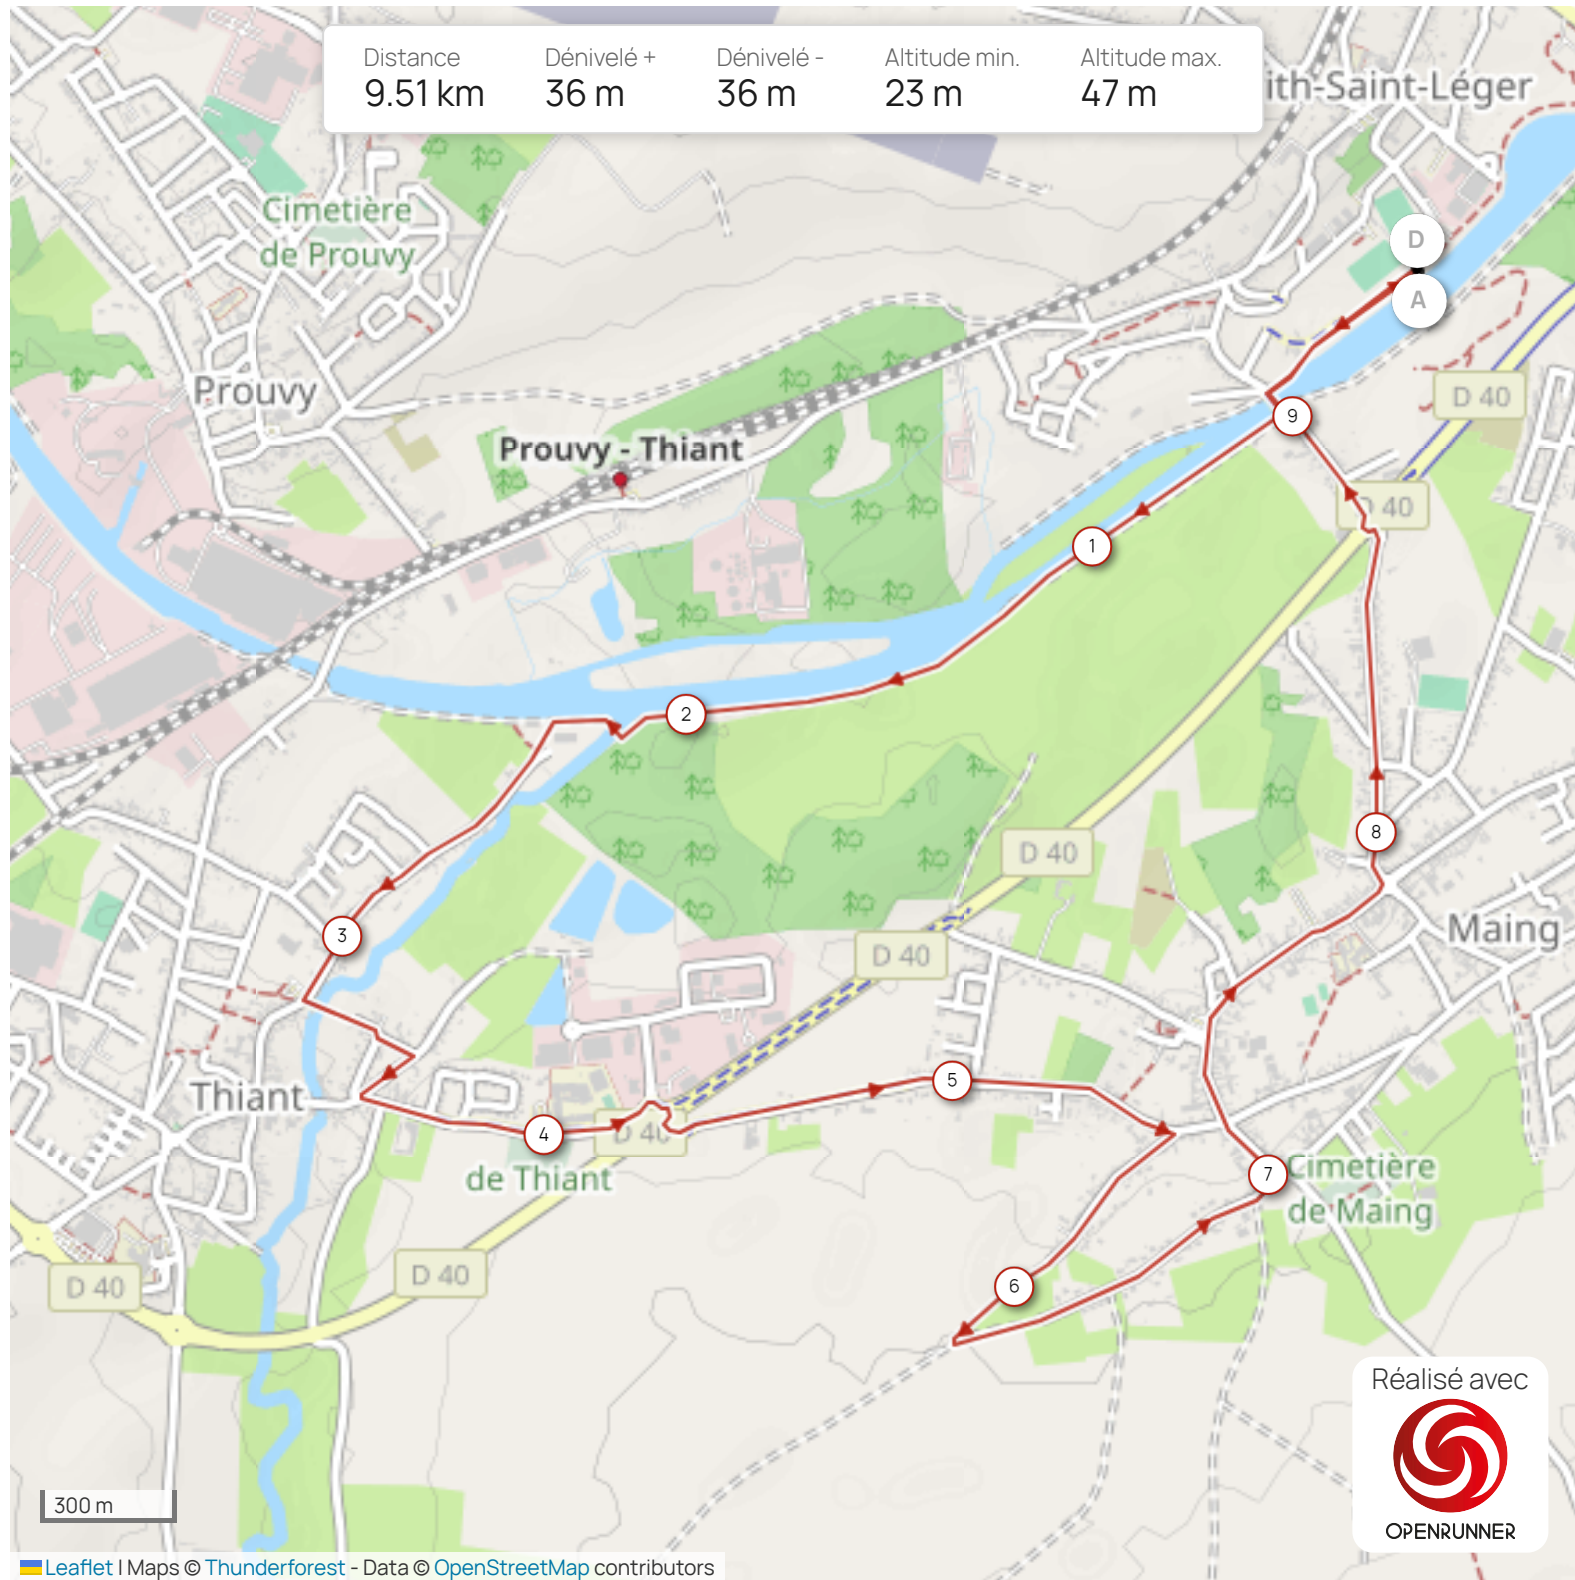 Distance
9.51 km
Dénivelé +
36 m
Dénivelé -
36 m
Altitude min.
23 m
Altitude max.
47 m
ith-Saint-Léger
Cimetière
de Prouvy
D
A
Prouvy
D 40
Prouvy - Thiant
9
D 40
1
2
8
D 40
3
Maing
D 40
Thiant
5
4
D 40
de Thiant
7
Cimetière
de Maing
D 40
D 40
6
Réalisé avec
OPENRUNNER
300 m
Leaflet | Maps © Thunderforest - Data © OpenStreetMap contributors